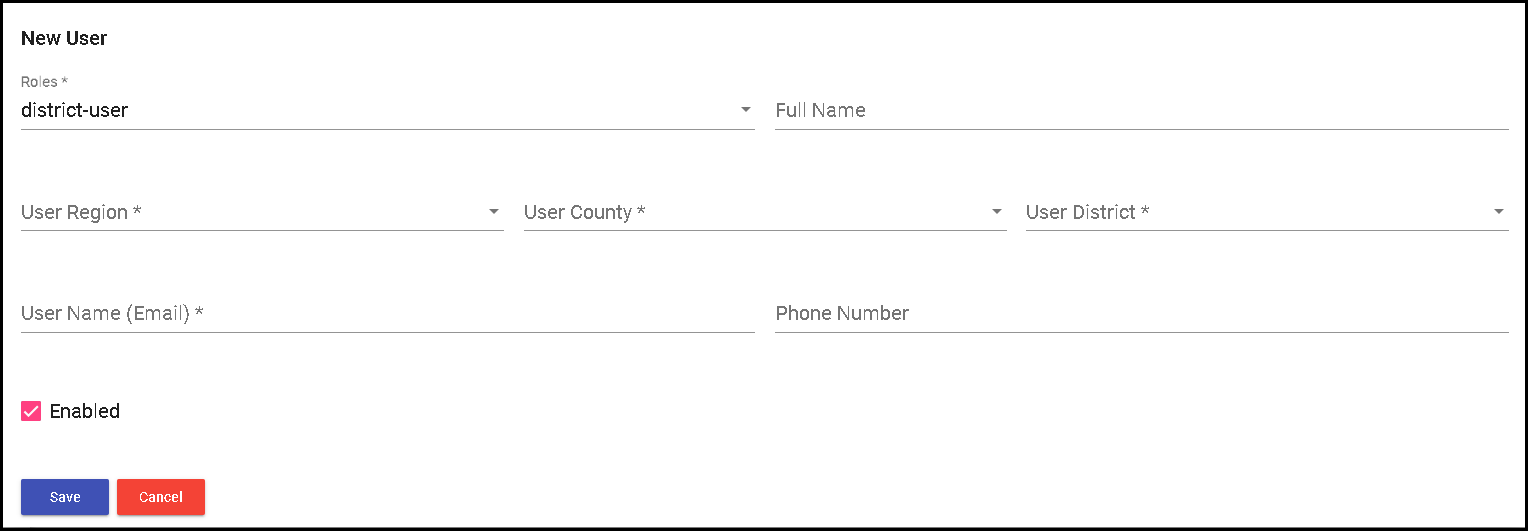 New User
Roles *
district-user
Full Name
User Region *
User County *
User District *
User Name (Email) *
Phone Number
Enabled
Save
Cancel